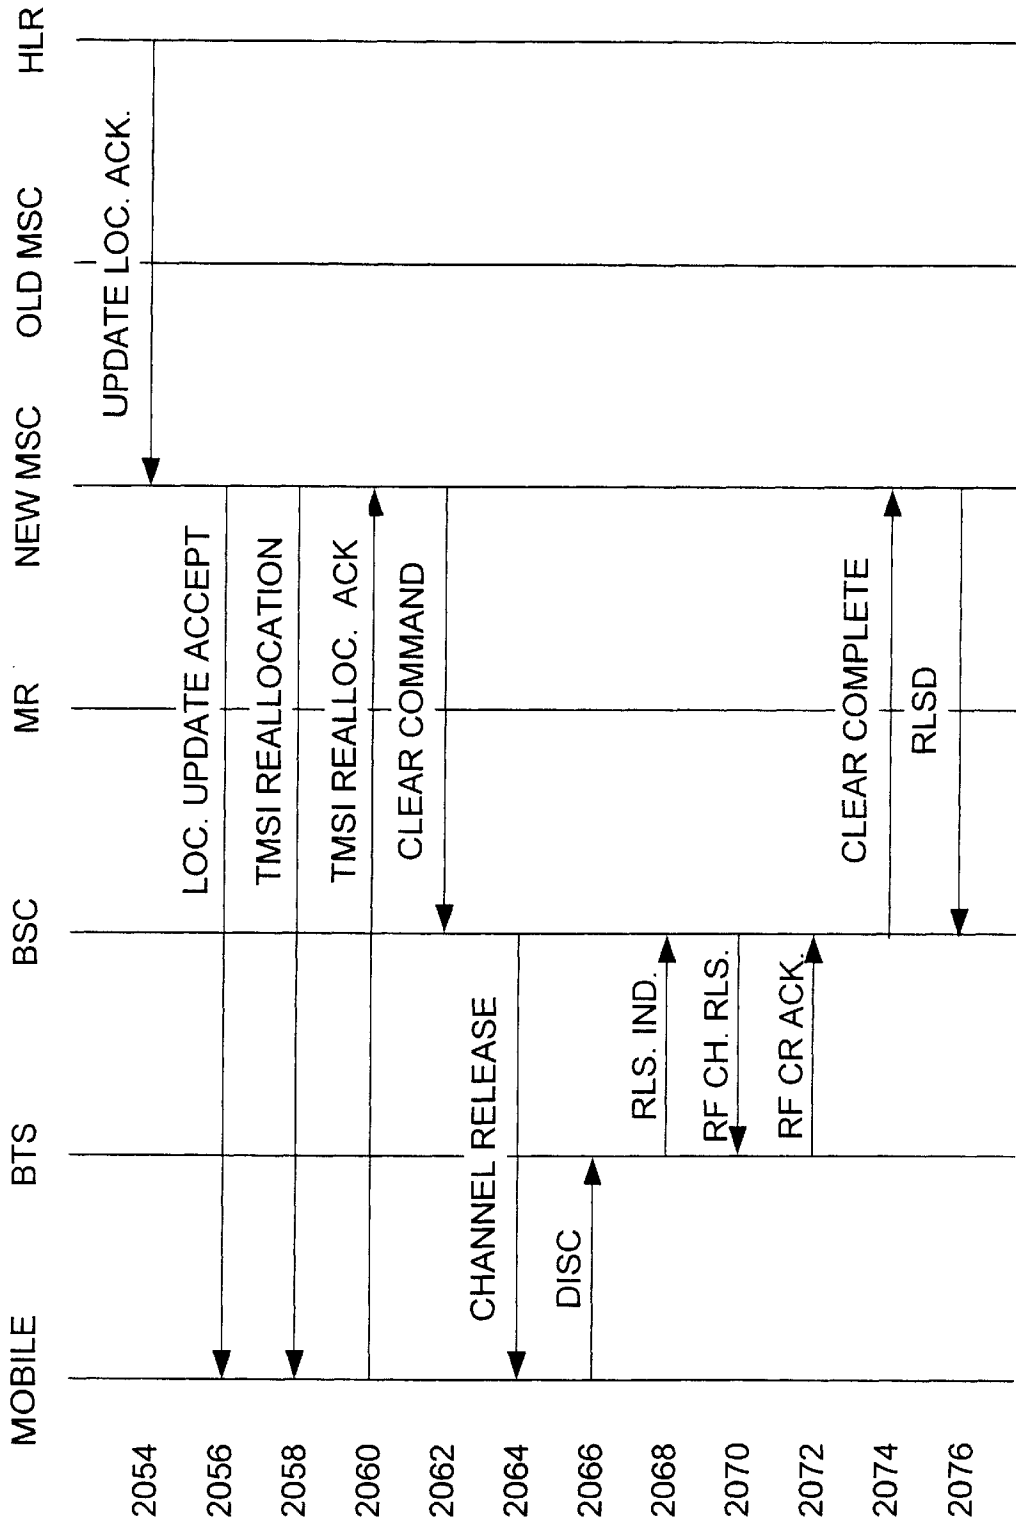 MOBILE BTS BSC MR NEW MSC OLD MSC HLR
2054 UPDATE LOC. ACK.
2056 LOC. UPDATE ACCEPT
2058 TMSI REALLOCATION
2060 TMSI REALLOC. ACK
2062 CLEAR COMMAND
2064 CHANNEL RELEASE
2066 DISC
2068 RLS. IND.
2070 RF CH. RLS.
2072 RF CR ACK.
2074 CLEAR COMPLETE
2076 RLSD